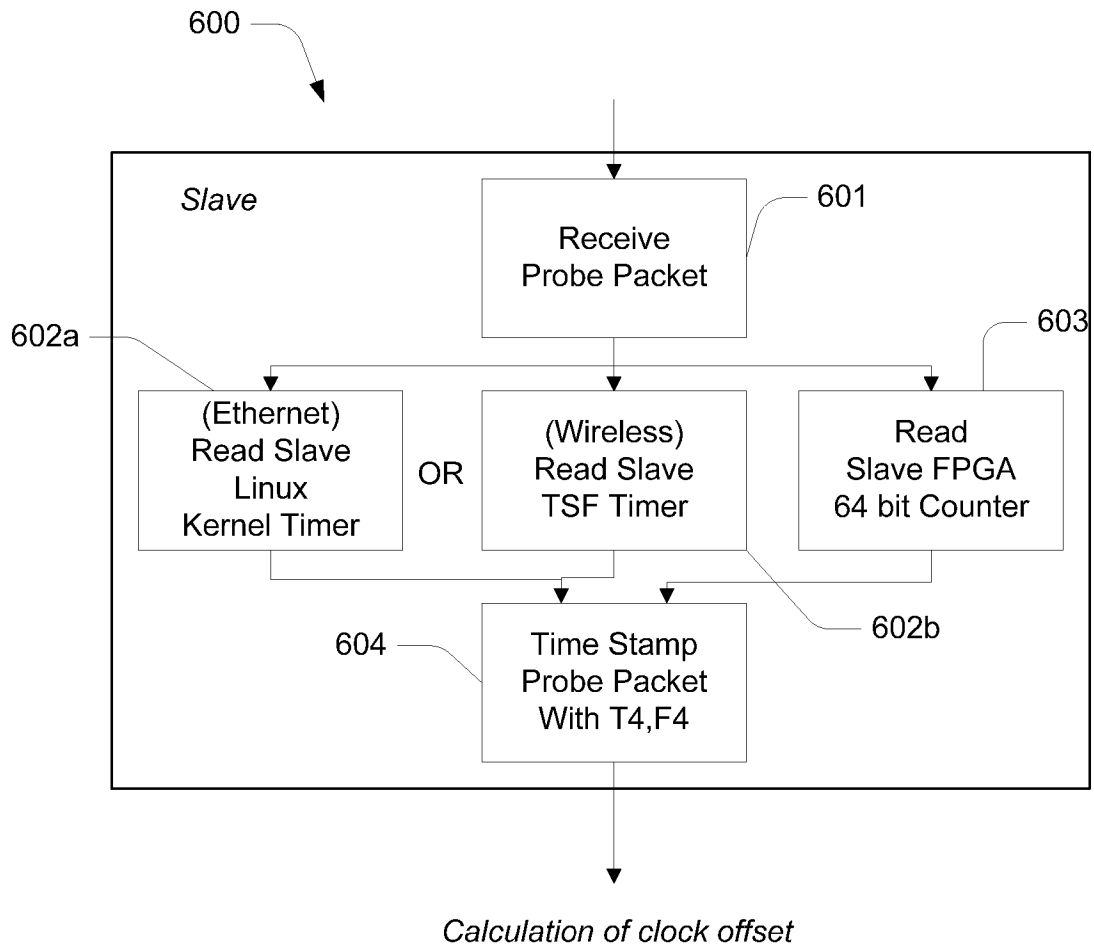 600
Slave
Receive
Probe Packet
601
602a
603
(Ethernet)
Read Slave
Linux
Kernel Timer
OR
(Wireless)
Read Slave
TSF Timer
Read
Slave FPGA
64 bit Counter
602b
604
Time Stamp
Probe Packet
With T4,F4
Calculation of clock offset